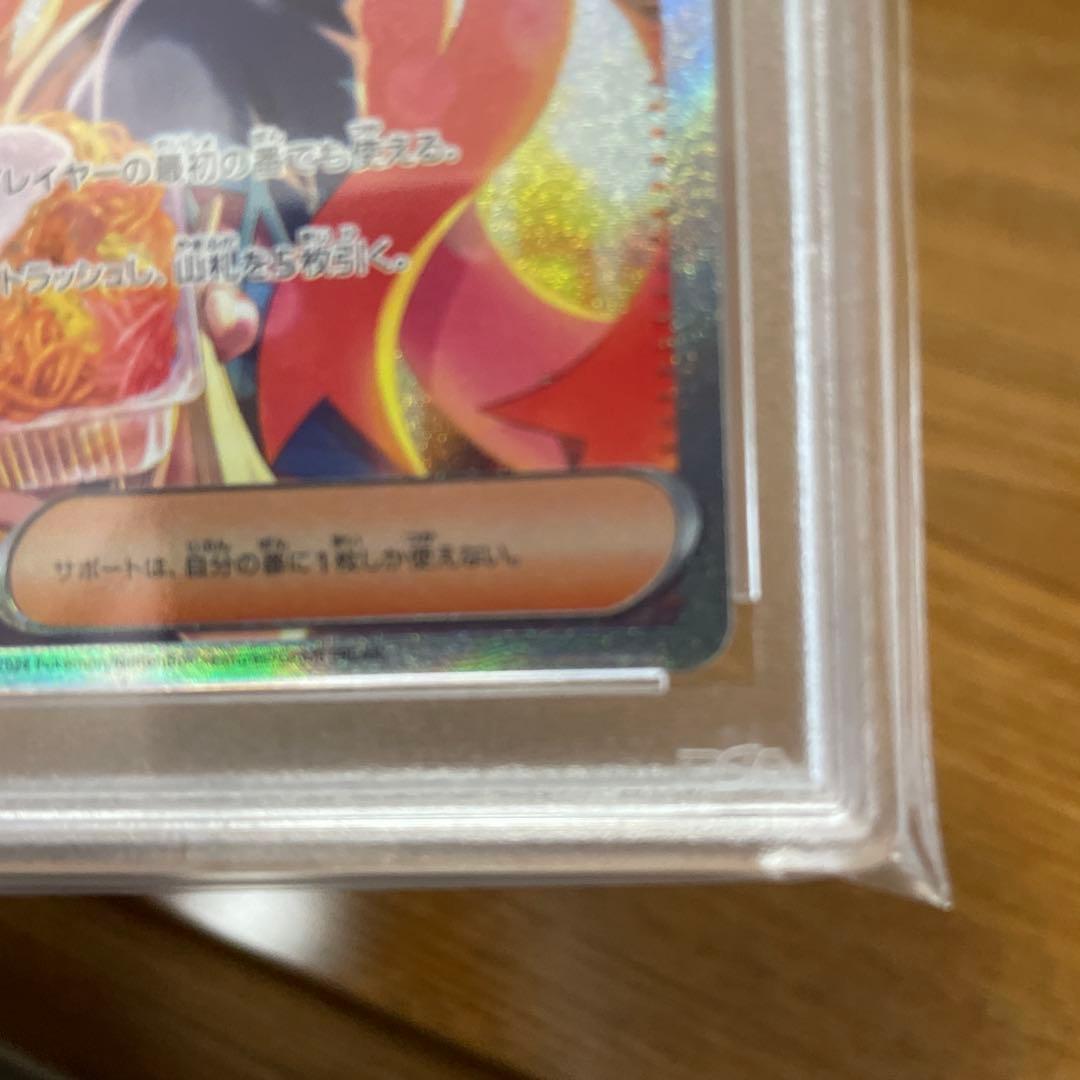 レイヤーの最初の番でも使える。
トラッシュし、山札を5枚引く。
サポートは、自分の番に1枚しか使えない。
PSA